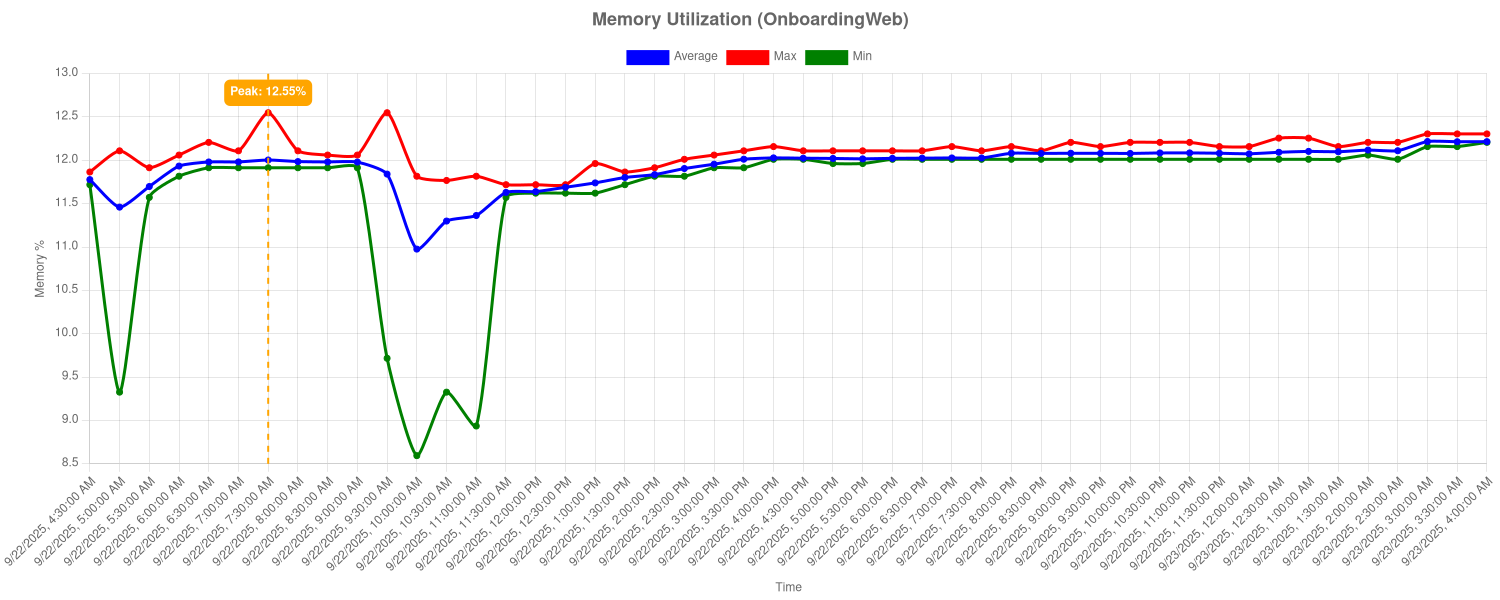 Memory Utilization (OnboardingWeb)
Average Max Min
Peak: 12.55%
13.0
12.5
12.0
11.5
11.0
10.5
10.0
9.5
9.0
8.5
Memory %
9/22/2025, 4:30:00 AM
9/22/2025, 5:00:00 AM
9/22/2025, 5:30:00 AM
9/22/2025, 6:00:00 AM
9/22/2025, 6:30:00 AM
9/22/2025, 7:00:00 AM
9/22/2025, 7:30:00 AM
9/22/2025, 8:00:00 AM
9/22/2025, 8:30:00 AM
9/22/2025, 9:00:00 AM
9/22/2025, 9:30:00 AM
9/22/2025, 10:00:00 AM
9/22/2025, 10:30:00 AM
9/22/2025, 11:00:00 AM
9/22/2025, 11:30:00 AM
9/22/2025, 12:00:00 PM
9/22/2025, 12:30:00 PM
9/22/2025, 1:00:00 PM
9/22/2025, 1:30:00 PM
9/22/2025, 2:00:00 PM
9/22/2025, 2:30:00 PM
9/22/2025, 3:00:00 PM
9/22/2025, 3:30:00 PM
9/22/2025, 4:00:00 PM
9/22/2025, 4:30:00 PM
9/22/2025, 5:00:00 PM
9/22/2025, 5:30:00 PM
9/22/2025, 6:00:00 PM
9/22/2025, 6:30:00 PM
9/22/2025, 7:00:00 PM
9/22/2025, 7:30:00 PM
9/22/2025, 8:00:00 PM
9/22/2025, 8:30:00 PM
9/22/2025, 9:00:00 PM
9/22/2025, 9:30:00 PM
9/22/2025, 10:00:00 PM
9/22/2025, 10:30:00 PM
9/22/2025, 11:00:00 PM
9/22/2025, 11:30:00 PM
9/23/2025, 12:00:00 AM
9/23/2025, 12:30:00 AM
9/23/2025, 1:00:00 AM
9/23/2025, 1:30:00 AM
9/23/2025, 2:00:00 AM
9/23/2025, 2:30:00 AM
9/23/2025, 3:00:00 AM
9/23/2025, 3:30:00 AM
9/23/2025, 4:00:00 AM
Time